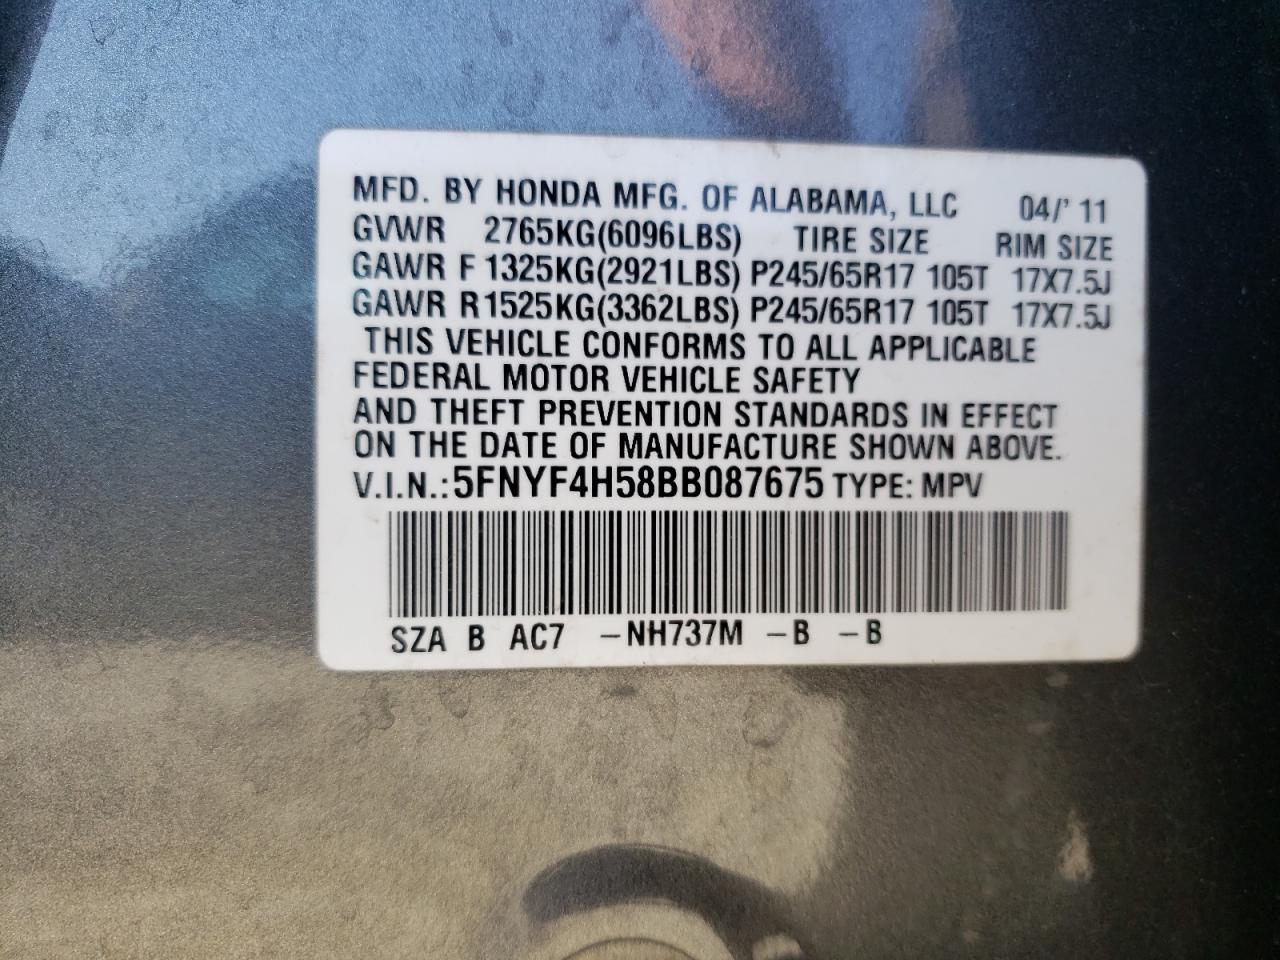 MFD. BY HONDA MFG. OF ALABAMA, LLC 04/' 11
GVWR 2765KG(6096LBS) TIRE SIZE RIM SIZE
GAWR F 1325KG(2921LBS) P245/65R17 105T 17X7.5J
GAWR R 1525KG(3362LBS) P245/65R17 105T 17X7.5J
THIS VEHICLE CONFORMS TO ALL APPLICABLE
FEDERAL MOTOR VEHICLE SAFETY
AND THEFT PREVENTION STANDARDS IN EFFECT
ON THE DATE OF MANUFACTURE SHOWN ABOVE.
V.I.N.: 5FNYF4H58BB087675 TYPE: MPV
SZA B AC7 –NH737M –B –B